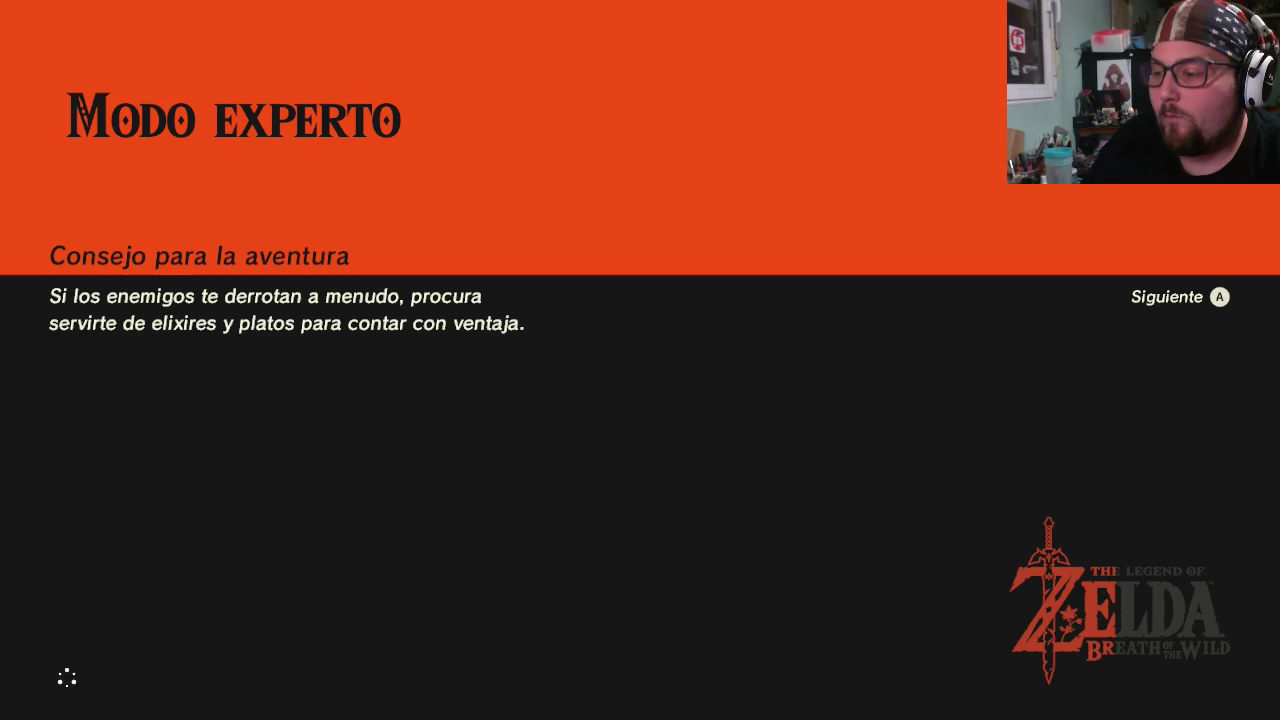 Modo experto
Consejo para la aventura
Si los enemigos te derrotan a menudo, procura
servirte de elixires y platos para contar con ventaja.
Siguiente A
THE LEGEND OF
ZELDA
BREATH OF THE WILD